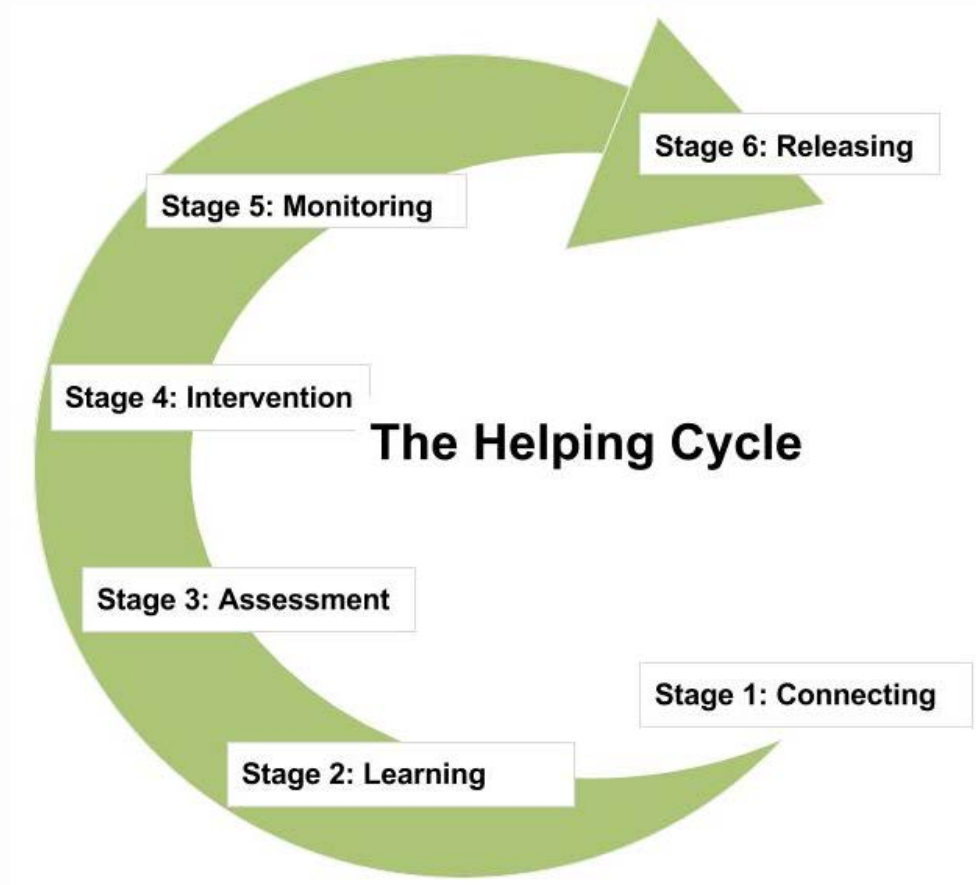 Stage 6: Releasing
Stage 5: Monitoring
Stage 4: Intervention
The Helping Cycle
Stage 3: Assessment
Stage 1: Connecting
Stage 2: Learning